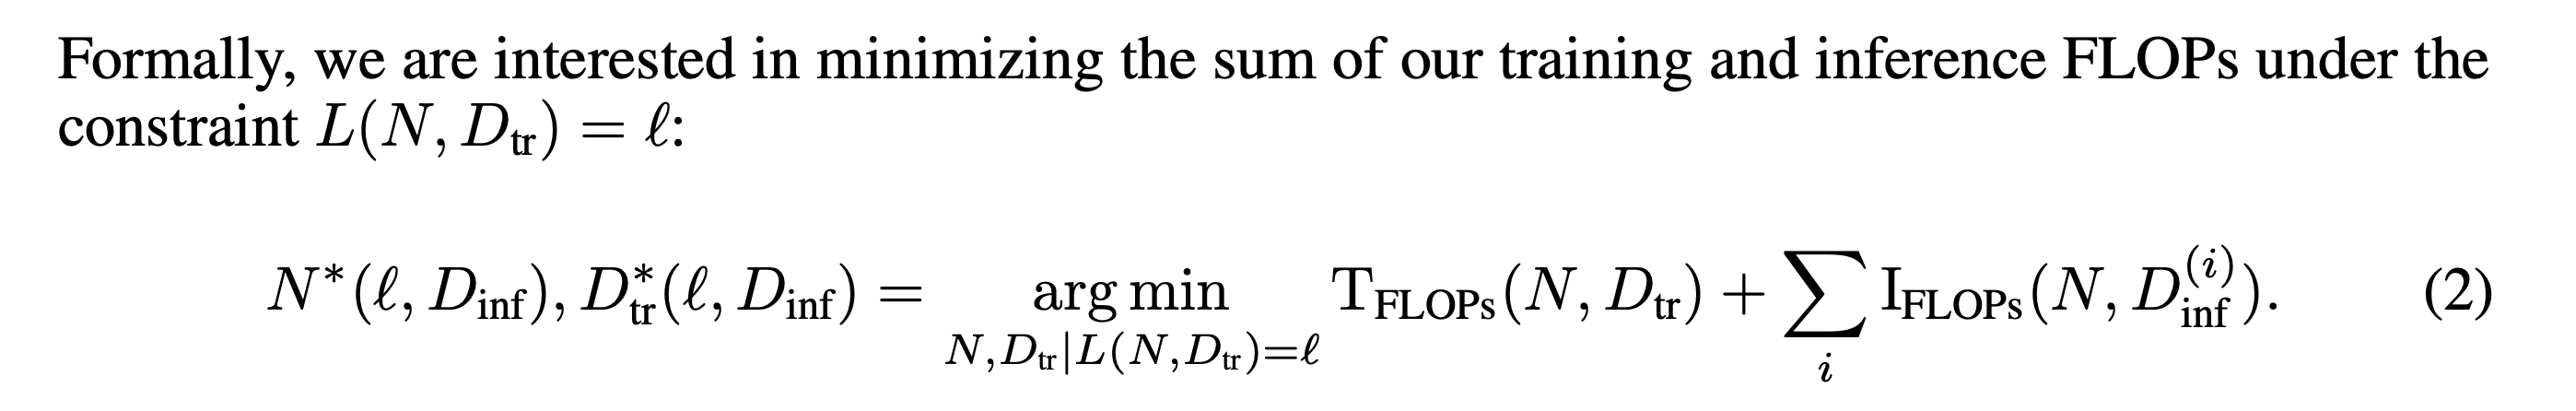 Formally, we are interested in minimizing the sum of our training and inference FLOPs under the
constraint $L(N, D_{\text{tr}}) = \ell$:
$$N^*(\ell, D_{\text{inf}}), D^*_{\text{tr}}(\ell, D_{\text{inf}}) = \underset{N, D_{\text{tr}} | L(N, D_{\text{tr}}) = \ell}{\arg\min} \text{T}_{\text{FLOPs}}(N, D_{\text{tr}}) + \sum_i \text{I}_{\text{FLOPs}}(N, D^{(i)}_{\text{inf}}). \quad (2)$$